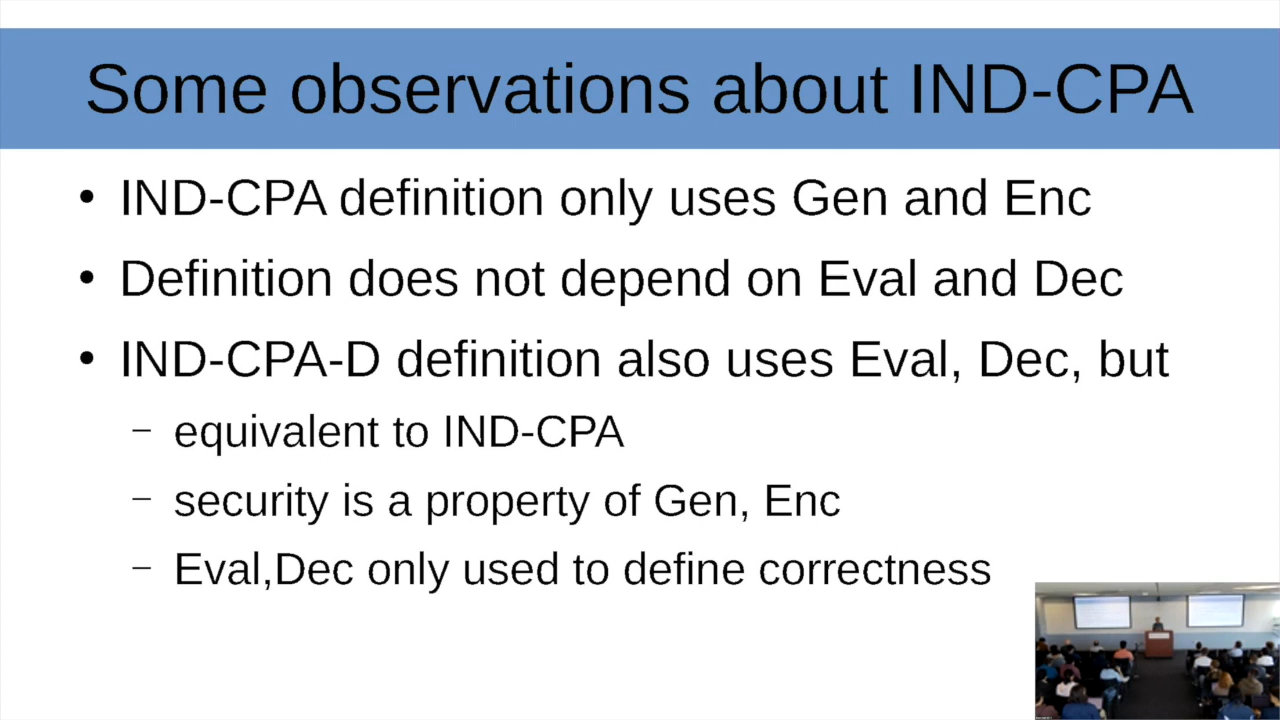 Some observations about IND-CPA
• IND-CPA definition only uses Gen and Enc
• Definition does not depend on Eval and Dec
• IND-CPA-D definition also uses Eval, Dec, but
– equivalent to IND-CPA
– security is a property of Gen, Enc
– Eval,Dec only used to define correctness